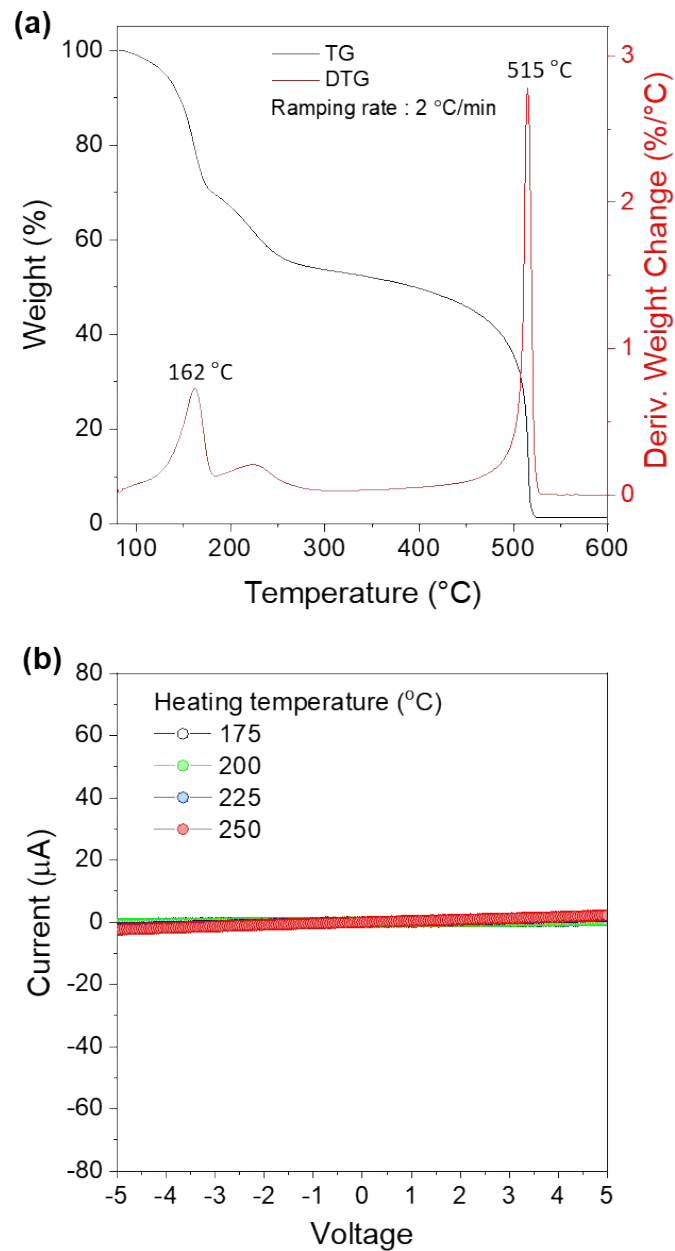 (a)
100
80
60
40
20
0
Weight (%)
TG
DTG
Ramping rate : 2 °C/min
162 °C
515 °C
3
2
1
0
Deriv. Weight Change (%/°C)
100 200 300 400 500 600
Temperature (°C)
(b)
80
60
40
20
0
-20
-40
-60
-80
Current (μA)
Heating temperature (°C)
175
200
225
250
-5 -4 -3 -2 -1 0 1 2 3 4 5
Voltage